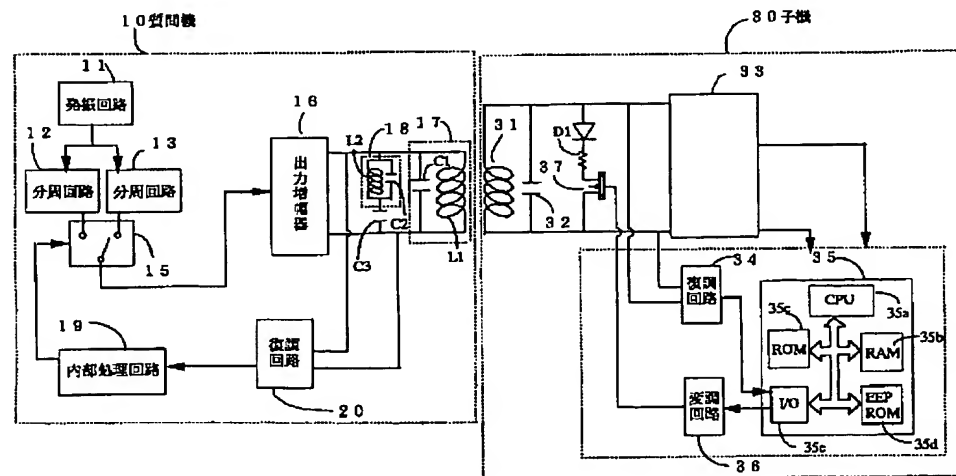 10質問機
11
発振回路
12
13
分周回路
分周回路
15
19
内部処理回路
16
出力増幅器
復調回路
20
L2
18
17
C1
C2
C3
L1
80子機
31
32
D1
37
93
34
復調回路
35
CPU
35a
35c
ROM
RAM
35b
I/O
35e
EEP
ROM
35d
変調回路
36